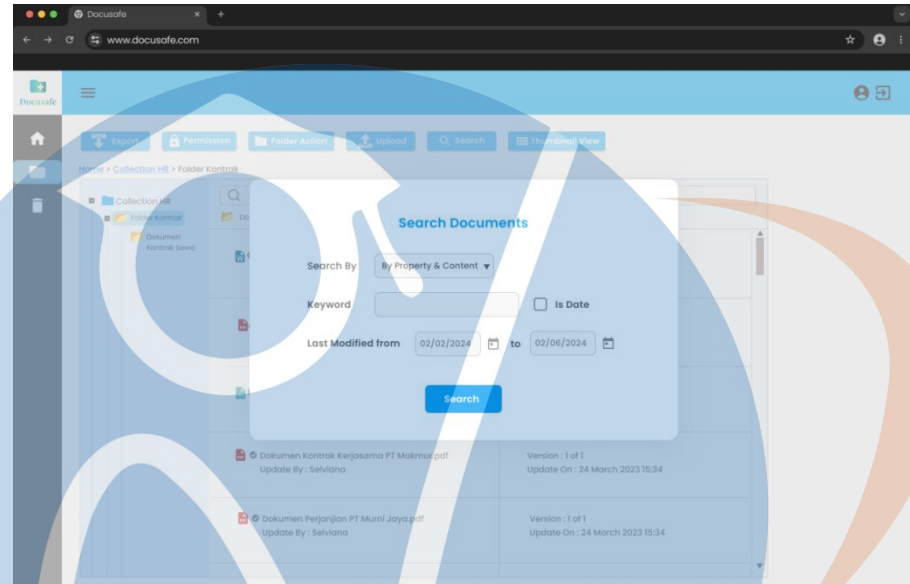 Docusafe
www.docusafe.com
Docusafe
Export
Permission
Folder Action
Upload
Search
Thumbnail View
Home > Collection HR > Folder Kontrak
Collection HR
Folder Kontrak
Dokumen
Kontrak Sewa
Search Documents
Search By
By Property & Content
Keyword
Is Date
Last Modified from
02/02/2024
to
02/06/2024
Search
Dokumen Kontrak Kerjasama PT Makmur.pdf
Update By : Selviana
Version : 1 of 1
Update On : 24 March 2023 15:34
Dokumen Perjanjian PT Murni Jaya.pdf
Update By : Selviana
Version : 1 of 1
Update On : 24 March 2023 15:34